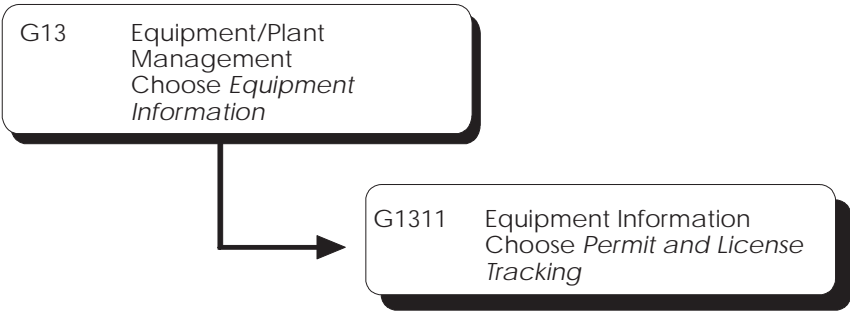 G13 Equipment/Plant
Management
Choose Equipment
Information
G1311 Equipment Information
Choose Permit and License
Tracking